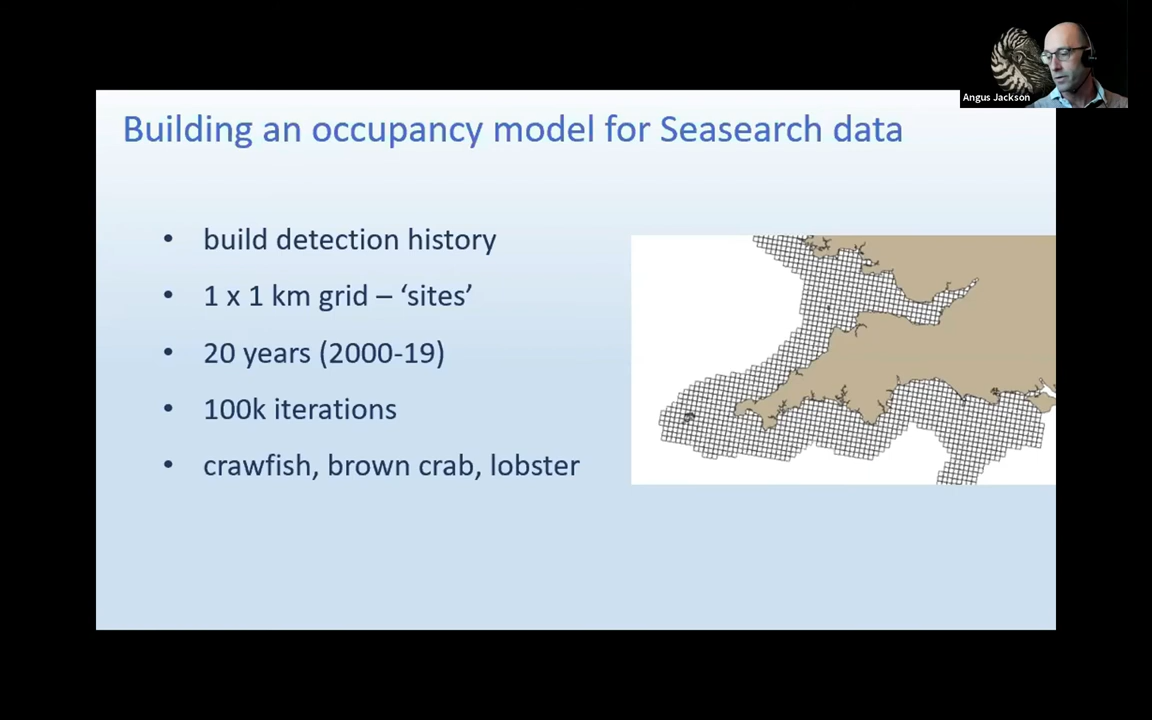 Angus Jackson
Building an occupancy model for Seasearch data
• build detection history
• 1 x 1 km grid – ‘sites’
• 20 years (2000-19)
• 100k iterations
• crawfish, brown crab, lobster